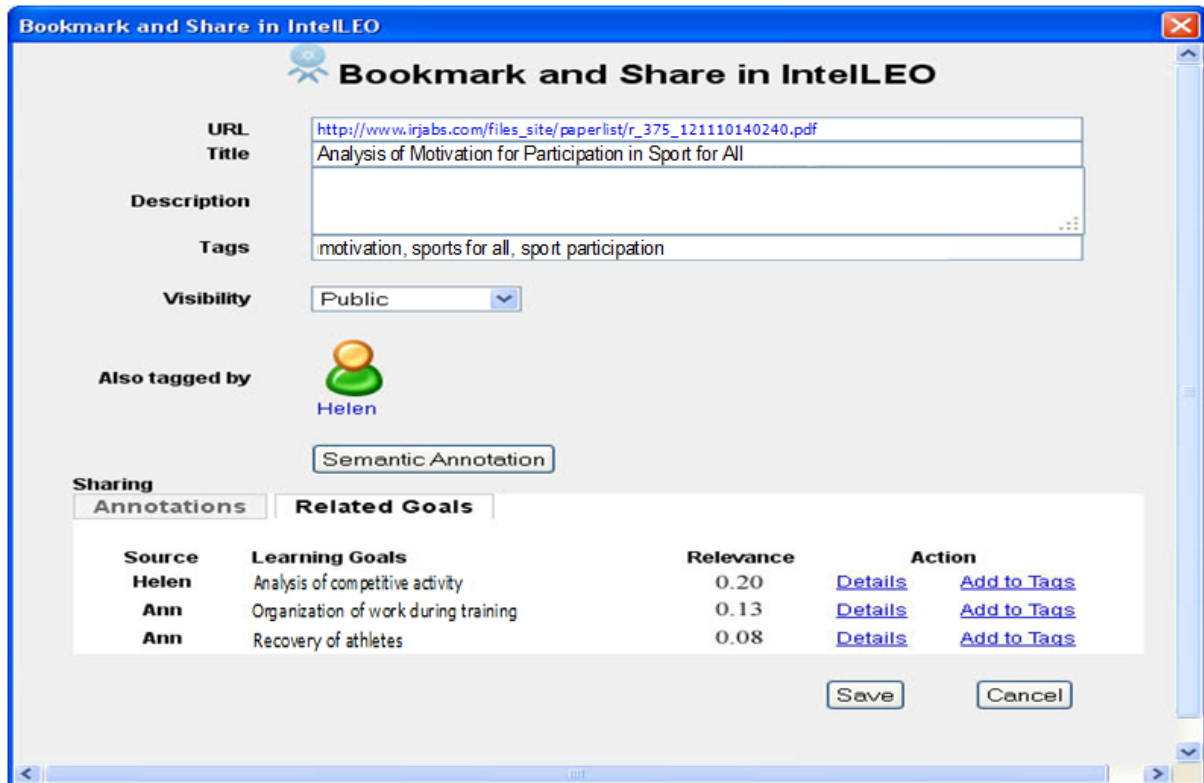 Bookmark and Share in IntelLEO
Bookmark and Share in IntelLEO
URL http://www.irjabs.com/files_site/paperlist/r_375_121110140240.pdf
Title Analysis of Motivation for Participation in Sport for All
Description
Tags motivation, sports for all, sport participation
Visibility Public
Also tagged by
Helen
Semantic Annotation
Sharing
Annotations Related Goals
Source Learning Goals Relevance Action
Helen Analysis of competitive activity 0.20 Details Add to Tags
Ann Organization of work during training 0.13 Details Add to Tags
Ann Recovery of athletes 0.08 Details Add to Tags
Save Cancel